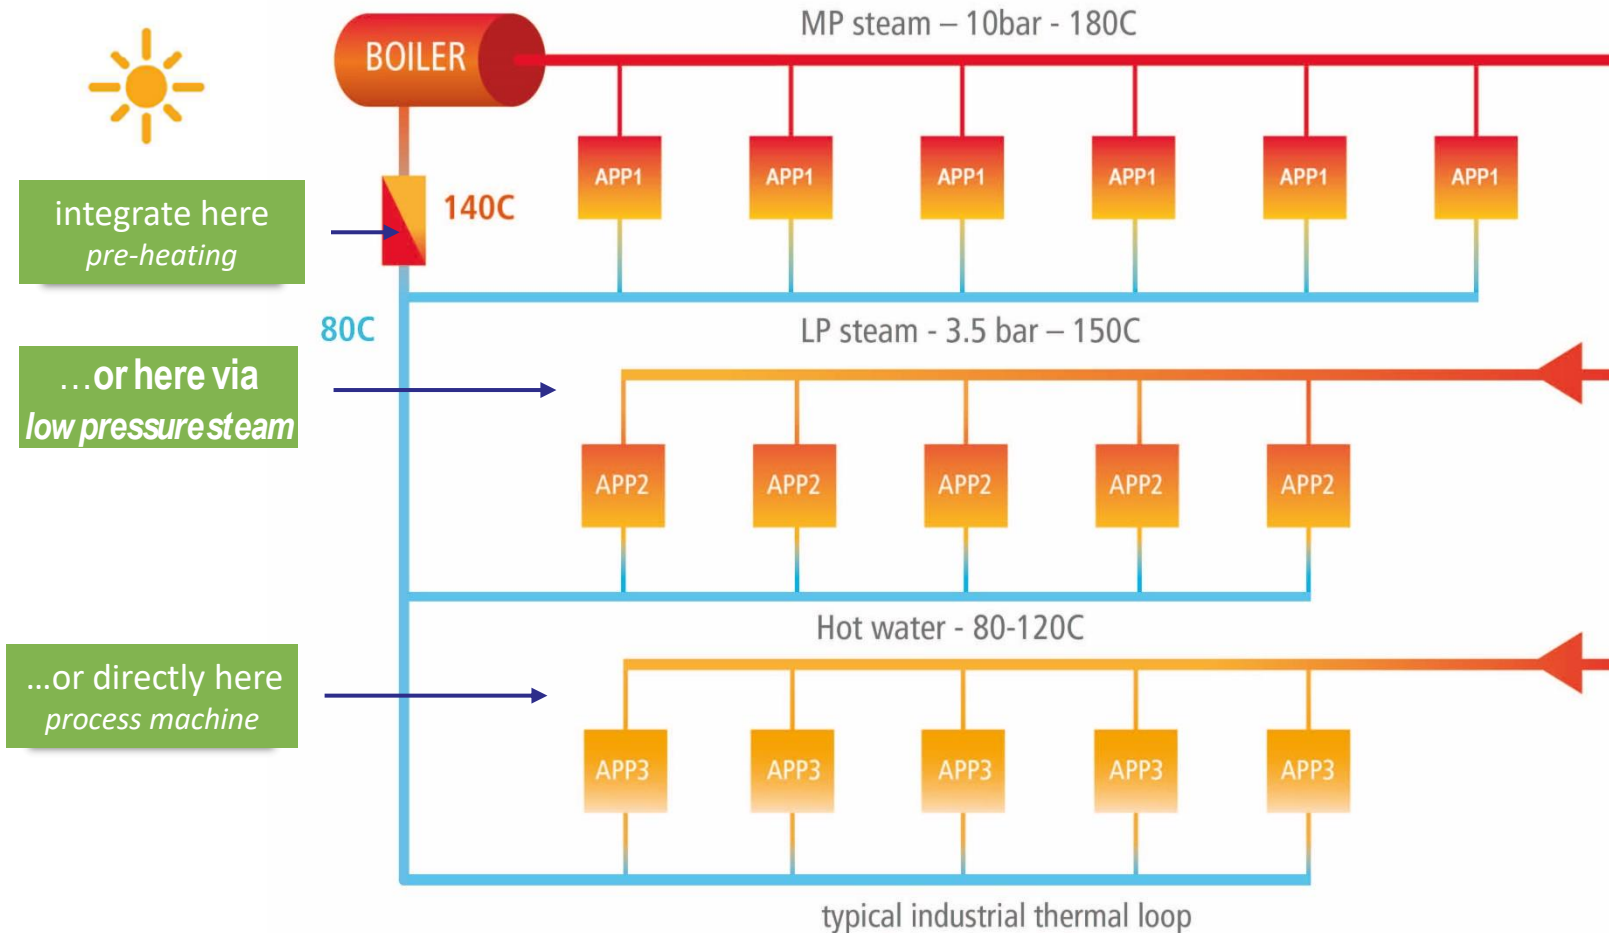 MP steam – 10bar - 180C
BOILER
integrate here
pre-heating
140C
APP1 APP1 APP1 APP1 APP1 APP1
80C
LP steam - 3.5 bar – 150C
...or here via
low pressure steam
APP2 APP2 APP2 APP2 APP2
Hot water - 80-120C
...or directly here
process machine
APP3 APP3 APP3 APP3 APP3
typical industrial thermal loop